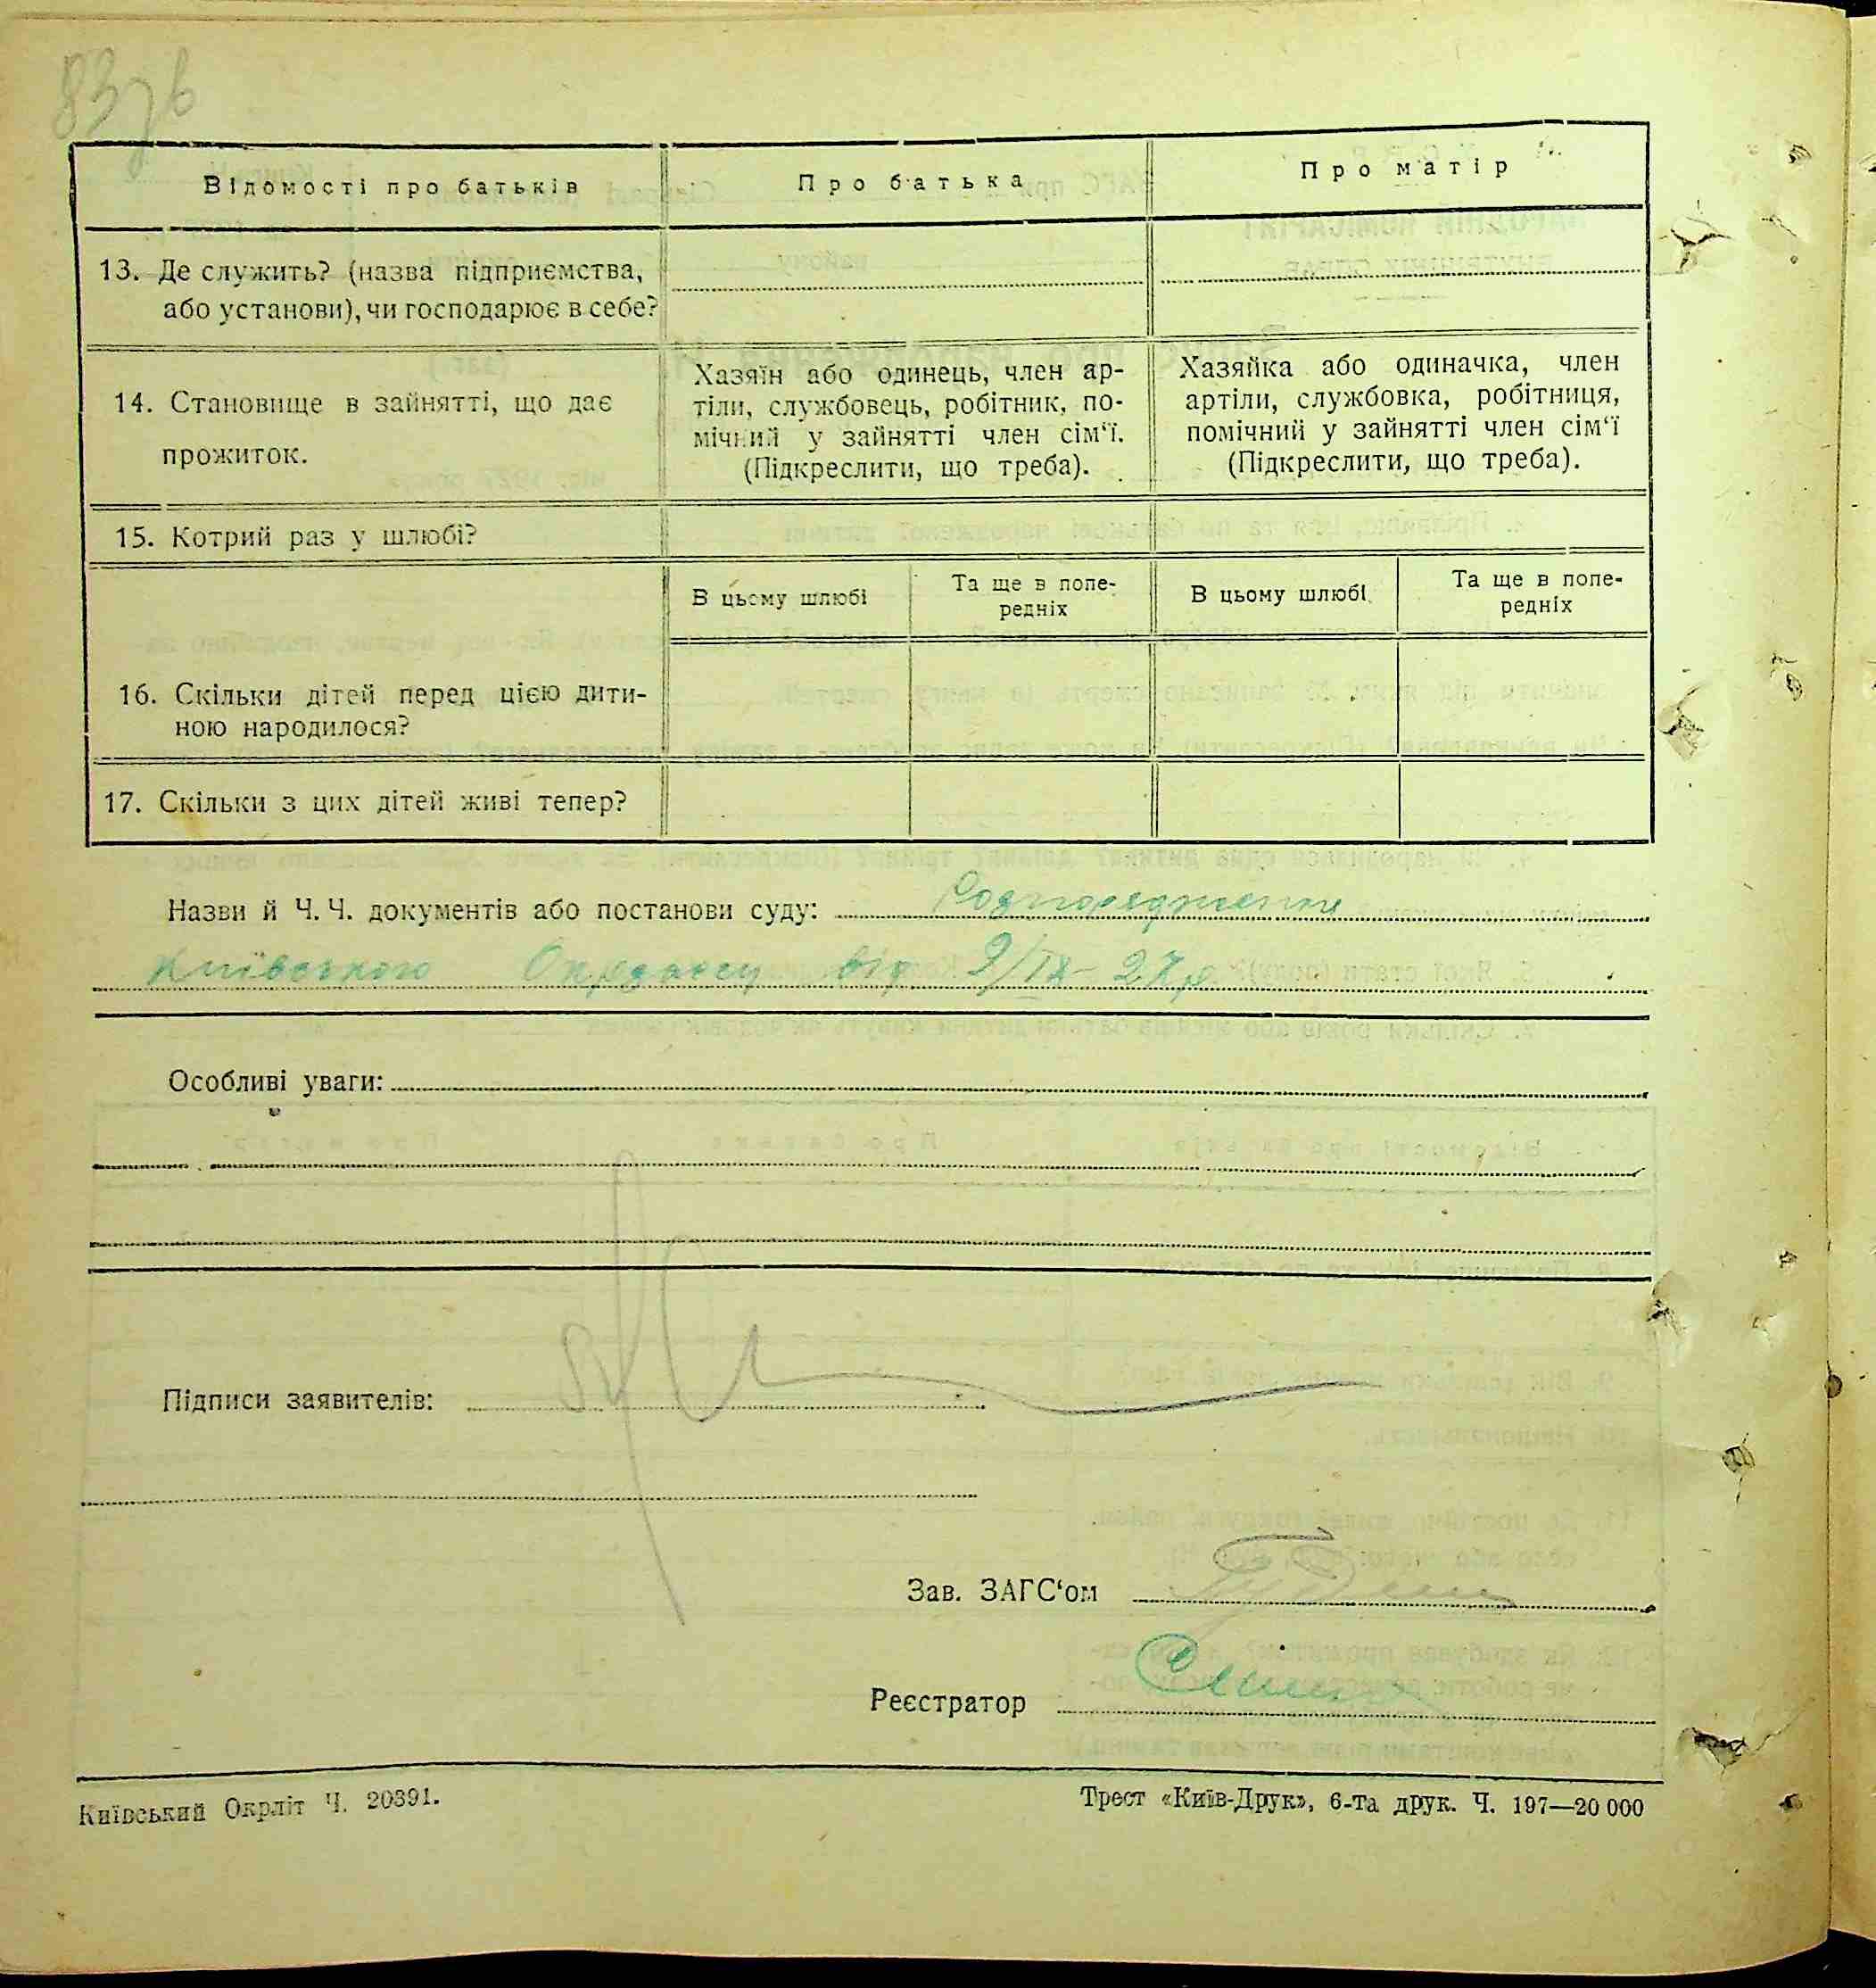 83зв
Відомості про батьків
Про батька
Про матір
13. Де служить? (назва підприємства,
або установи), чи господарює в себе?
14. Становище в зайнятті, що дає
прожиток.
Хазяїн або одинець, член ар-
тіли, службовець, робітник, по-
мічний у зайнятті член сім‘ї.
(Підкреслити, що треба).
Хазяйка або одиначка, член
артіли, службовка, робітниця,
помічний у зайнятті член сім‘ї
(Підкреслити, що треба).
15. Котрий раз у шлюбі?
В цьому шлюбі
Та ще в попе-
редніх
В цьому шлюбі
Та ще в попе-
редніх
16. Скільки дітей перед цією дити-
ною народилося?
17. Скільки з цих дітей живі тепер?
Назви й Ч. Ч. документів або постанови суду:
Київського від 9/IX-27р.
Особливі уваги:
Підписи заявителів:
Зав. ЗАГС‘ом
Реєстратор
Київський Окрліт Ч. 20391.
Трест «Київ-Друк», 6-та друк. Ч. 197—20 000